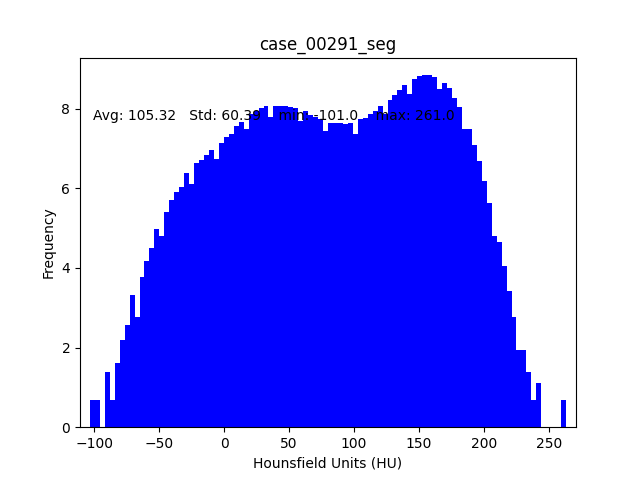 case_00291_seg
Avg: 105.32 Std: 60.39 min: -101.0 max: 261.0
8
6
4
2
0
Frequency
−100 −50 0 50 100 150 200 250
Hounsfield Units (HU)